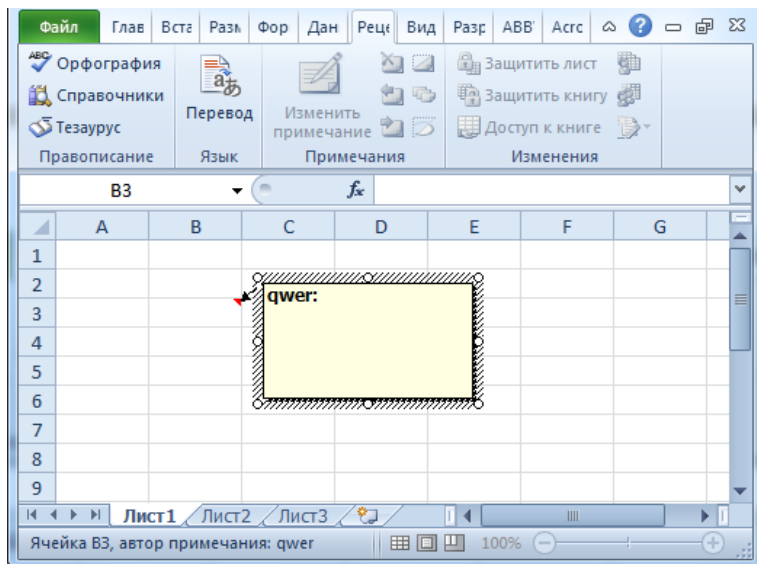 Файл Глав Вста Разм Фор Дан Реце Вид Разр ABB' Acrc
ABC Орфография
Справочники
Тезаурус
Правописание
Перевод
Язык
Изменить примечание
Примечания
Защитить лист
Защитить книгу
Доступ к книге
Изменения
B3 fx
A B C D E F G
1
2
qwer:
3
4
5
6
7
8
9
Лист1 Лист2 Лист3
Ячейка B3, автор примечания: qwer 100%